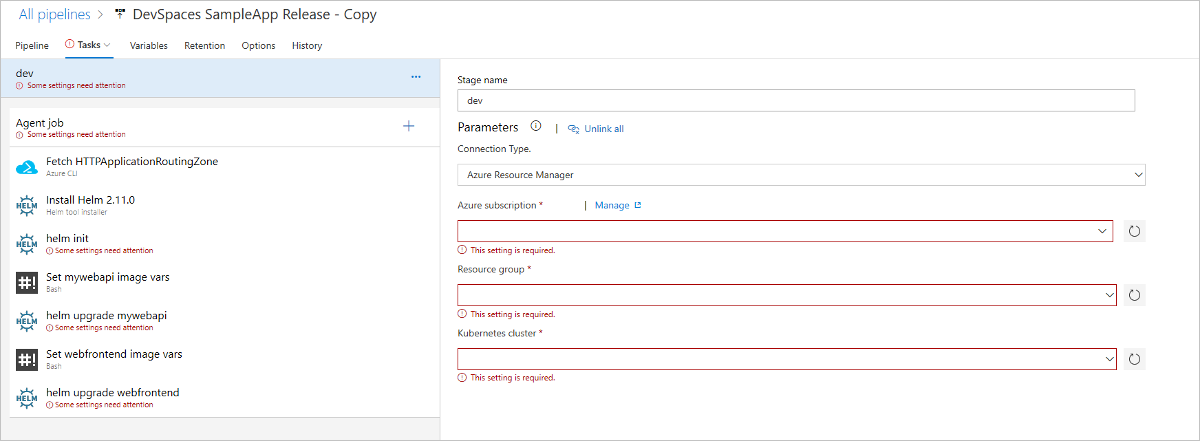 All pipelines > DevSpaces SampleApp Release - Copy
Pipeline Tasks Variables Retention Options History
dev
Some settings need attention
...
Agent job
Some settings need attention
+
Fetch HTTPApplicationRoutingZone
Azure CLI
HELM
Install Helm 2.11.0
Helm tool installer
HELM
helm init
Some settings need attention
#!
Set mywebapi image vars
Bash
HELM
helm upgrade mywebapi
Some settings need attention
#!
Set webfrontend image vars
Bash
HELM
helm upgrade webfrontend
Some settings need attention
Stage name
dev
Parameters | Unlink all
Connection Type.
Azure Resource Manager
Azure subscription * | Manage
This setting is required.
Resource group *
This setting is required.
Kubernetes cluster *
This setting is required.